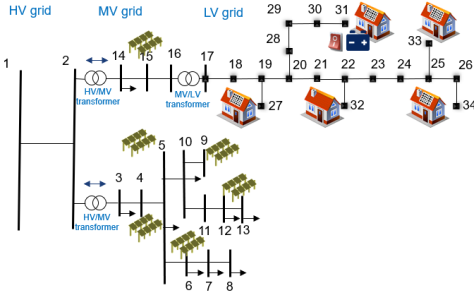 HV grid
MV grid
LV grid
29 30 31
1 2 14 15 16 17 28 33
18 19 20 21 22 23 24 25 26
HV/MV
transformer
MV/LV
transformer
27 32 34
5 10 9
3 4
HV/MV
transformer
11 12 13
6 7 8